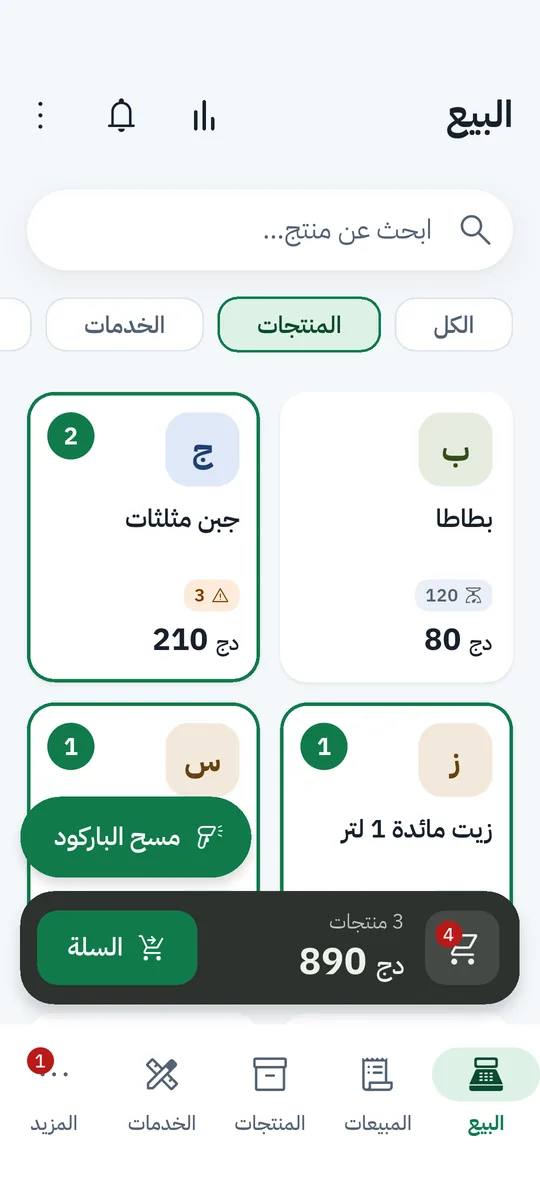 البيع
ابحث عن منتج...
الكل
المنتجات
الخدمات
ب
بطاطا
120
دج 80
2
ج
جبن مثلثات
3
دج 210
1
ز
زيت مائدة 1 لتر
1
س
مسح الباركود
4
3 منتجات
دج 890
السلة
البيع
المبيعات
المنتجات
الخدمات
1
المزيد